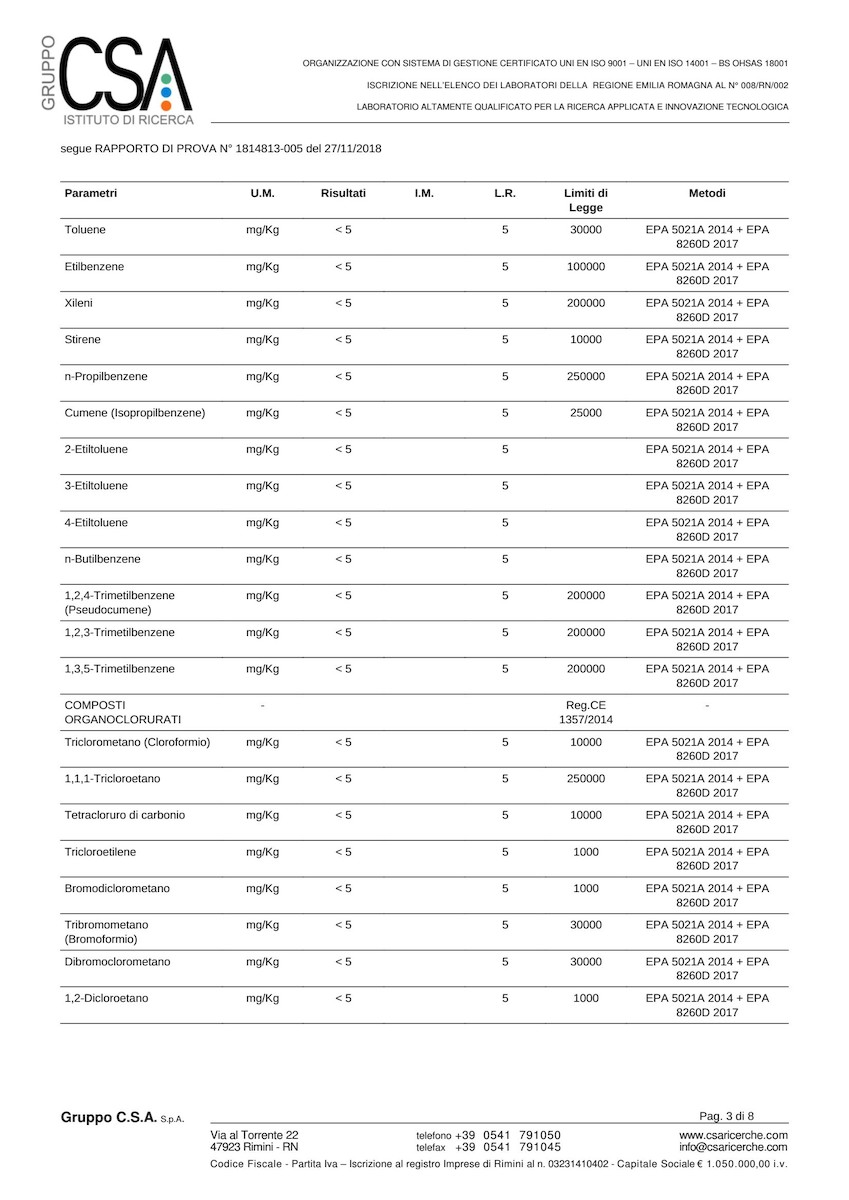 GRUPPO
CSA
ISTITUTO DI RICERCA
ORGANIZZAZIONE CON SISTEMA DI GESTIONE CERTIFICATO UNI EN ISO 9001 – UNI EN ISO 14001 – BS OHSAS 18001
ISCRIZIONE NELL'ELENCO DEI LABORATORI DELLA REGIONE EMILIA ROMAGNA AL N° 008/RN/002
LABORATORIO ALTAMENTE QUALIFICATO PER LA RICERCA APPLICATA E INNOVAZIONE TECNOLOGICA
segue RAPPORTO DI PROVA N° 1814813-005 del 27/11/2018
Parametri U.M. Risultati I.M. L.R. Limiti di Metodi
Legge
Toluene mg/Kg < 5 5 30000 EPA 5021A 2014 + EPA
8260D 2017
Etilbenzene mg/Kg < 5 5 100000 EPA 5021A 2014 + EPA
8260D 2017
Xileni mg/Kg < 5 5 200000 EPA 5021A 2014 + EPA
8260D 2017
Stirene mg/Kg < 5 5 10000 EPA 5021A 2014 + EPA
8260D 2017
n-Propilbenzene mg/Kg < 5 5 250000 EPA 5021A 2014 + EPA
8260D 2017
Cumene (Isopropilbenzene) mg/Kg < 5 5 25000 EPA 5021A 2014 + EPA
8260D 2017
2-Etiltoluene mg/Kg < 5 5 EPA 5021A 2014 + EPA
8260D 2017
3-Etiltoluene mg/Kg < 5 5 EPA 5021A 2014 + EPA
8260D 2017
4-Etiltoluene mg/Kg < 5 5 EPA 5021A 2014 + EPA
8260D 2017
n-Butilbenzene mg/Kg < 5 5 EPA 5021A 2014 + EPA
8260D 2017
1,2,4-Trimetilbenzene mg/Kg < 5 5 200000 EPA 5021A 2014 + EPA
(Pseudocumene) 8260D 2017
1,2,3-Trimetilbenzene mg/Kg < 5 5 200000 EPA 5021A 2014 + EPA
8260D 2017
1,3,5-Trimetilbenzene mg/Kg < 5 5 200000 EPA 5021A 2014 + EPA
8260D 2017
COMPOSTI - Reg.CE -
ORGANOCLORURATI 1357/2014
Triclorometano (Cloroformio) mg/Kg < 5 5 10000 EPA 5021A 2014 + EPA
8260D 2017
1,1,1-Tricloroetano mg/Kg < 5 5 250000 EPA 5021A 2014 + EPA
8260D 2017
Tetracloruro di carbonio mg/Kg < 5 5 10000 EPA 5021A 2014 + EPA
8260D 2017
Tricloroetilene mg/Kg < 5 5 1000 EPA 5021A 2014 + EPA
8260D 2017
Bromodiclorometano mg/Kg < 5 5 1000 EPA 5021A 2014 + EPA
8260D 2017
Tribromometano mg/Kg < 5 5 30000 EPA 5021A 2014 + EPA
(Bromoformio) 8260D 2017
Dibromoclorometano mg/Kg < 5 5 30000 EPA 5021A 2014 + EPA
8260D 2017
1,2-Dicloroetano mg/Kg < 5 5 1000 EPA 5021A 2014 + EPA
8260D 2017
Gruppo C.S.A. S.p.A. Pag. 3 di 8
Via al Torrente 22 telefono +39 0541 791050 www.csaricerche.com
47923 Rimini - RN telefax +39 0541 791045 info@csaricerche.com
Codice Fiscale - Partita Iva – Iscrizione al registro Imprese di Rimini al n. 03231410402 - Capitale Sociale € 1.050.000,00 i.v.